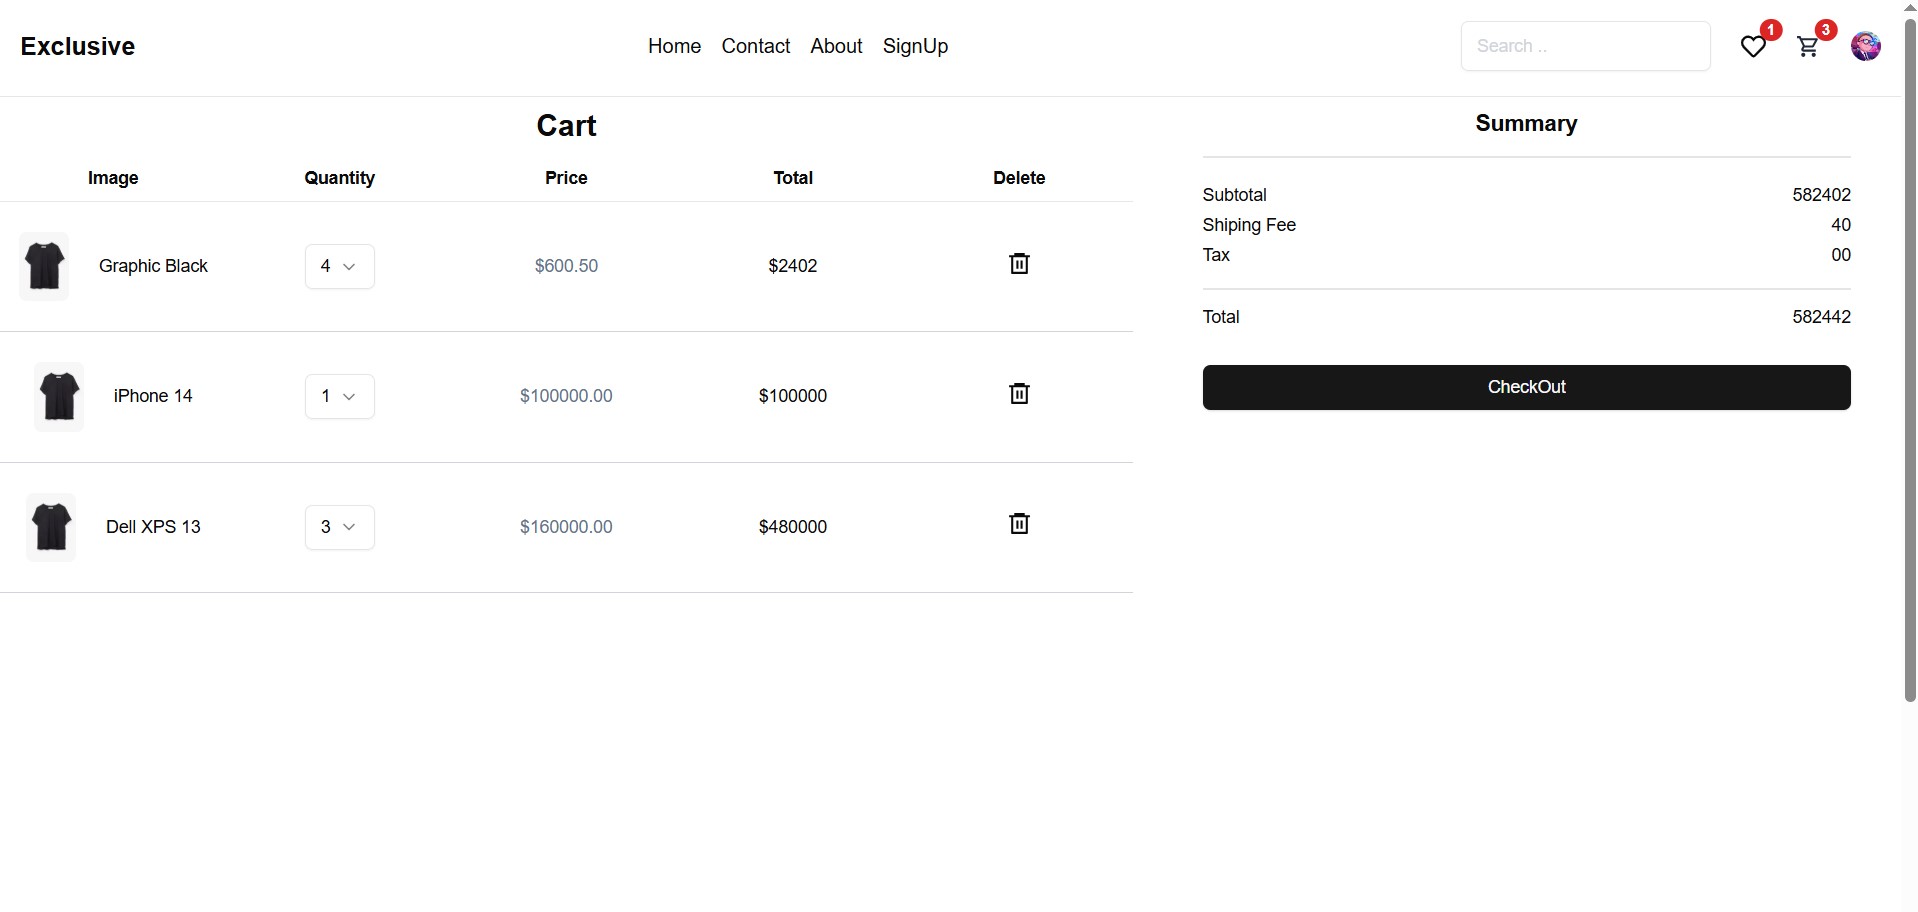 Exclusive Home Contact About SignUp Search .. 1 3
Cart
Image Quantity Price Total Delete
Graphic Black 4 $600.50 $2402
iPhone 14 1 $100000.00 $100000
Dell XPS 13 3 $160000.00 $480000
Summary
Subtotal 582402
Shiping Fee 40
Tax 00
Total 582442
CheckOut